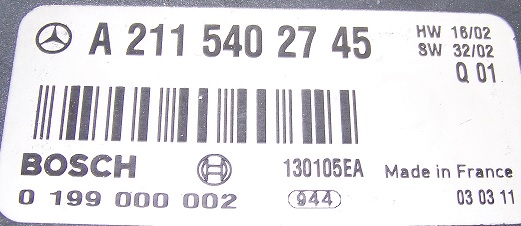 A 211 540 27 45
HW 16/02
SW 32/02
Q 01
BOSCH
130105EA
Made in France
0 199 000 002
944
03 03 11